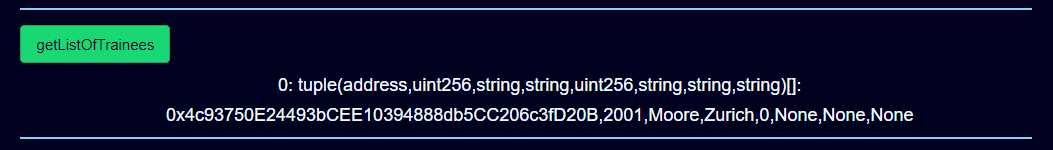 getListOfTrainees
0: tuple(address,uint256,string,string,uint256,string,string,string)[]:
0x4c93750E24493bCEE10394888db5CC206c3fD20B,2001,Moore,Zurich,0,None,None,None